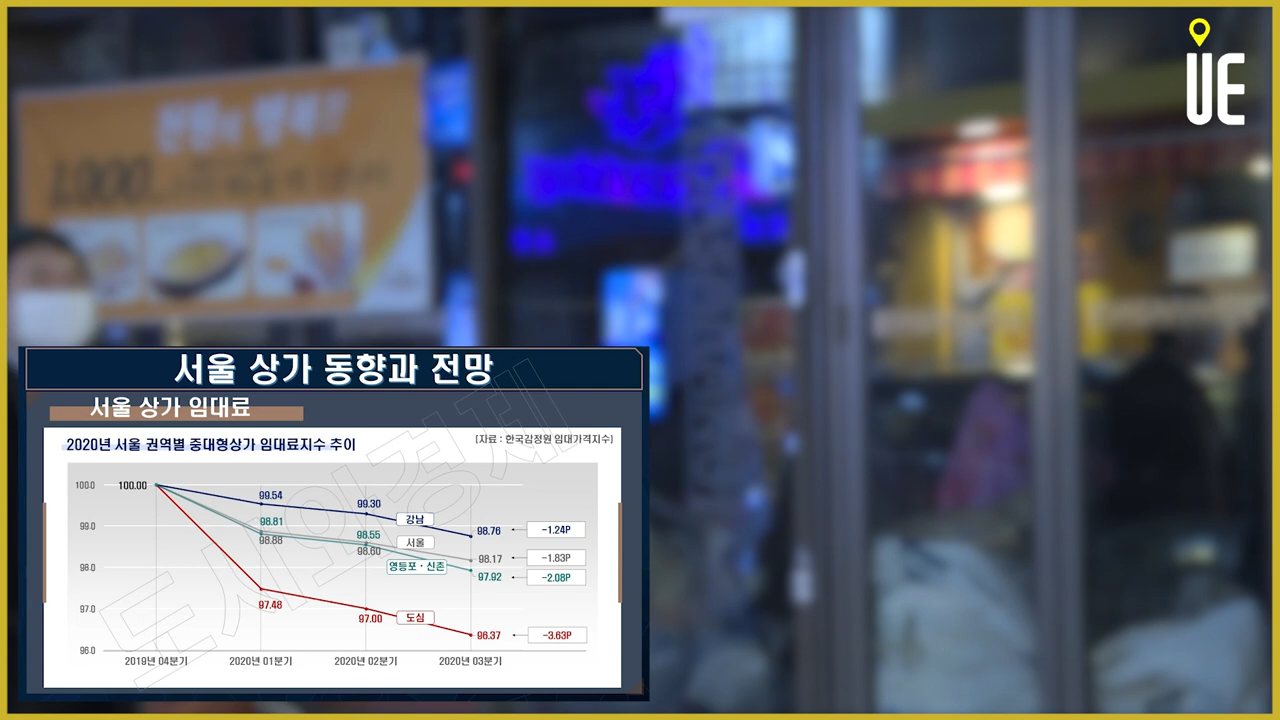 UE
1,000
서울 상가 동향과 전망
서울 상가 임대료
2020년 서울 권역별 중대형상가 임대료지수 추이
(자료 : 한국감정원 임대가격지수)
100.0
99.0
98.0
97.0
96.0
100.00
99.54
99.30
98.76
-1.24P
강남
98.81
98.88
98.55
98.60
서울
98.17
-1.83P
영등포 · 신촌
97.92
-2.08P
97.48
97.00
도심
96.37
-3.63P
2019년 04분기 2020년 01분기 2020년 02분기 2020년 03분기
도시와경제